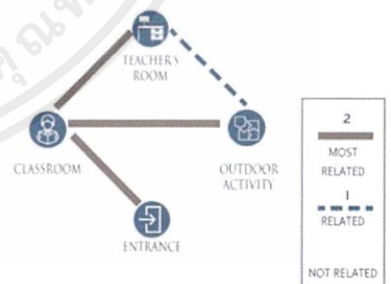 TEACHER'S
ROOM
CLASSROOM
OUTDOOR
ACTIVITY
ENTRANCE
2
MOST
RELATED
1
RELATED
NOT RELATED